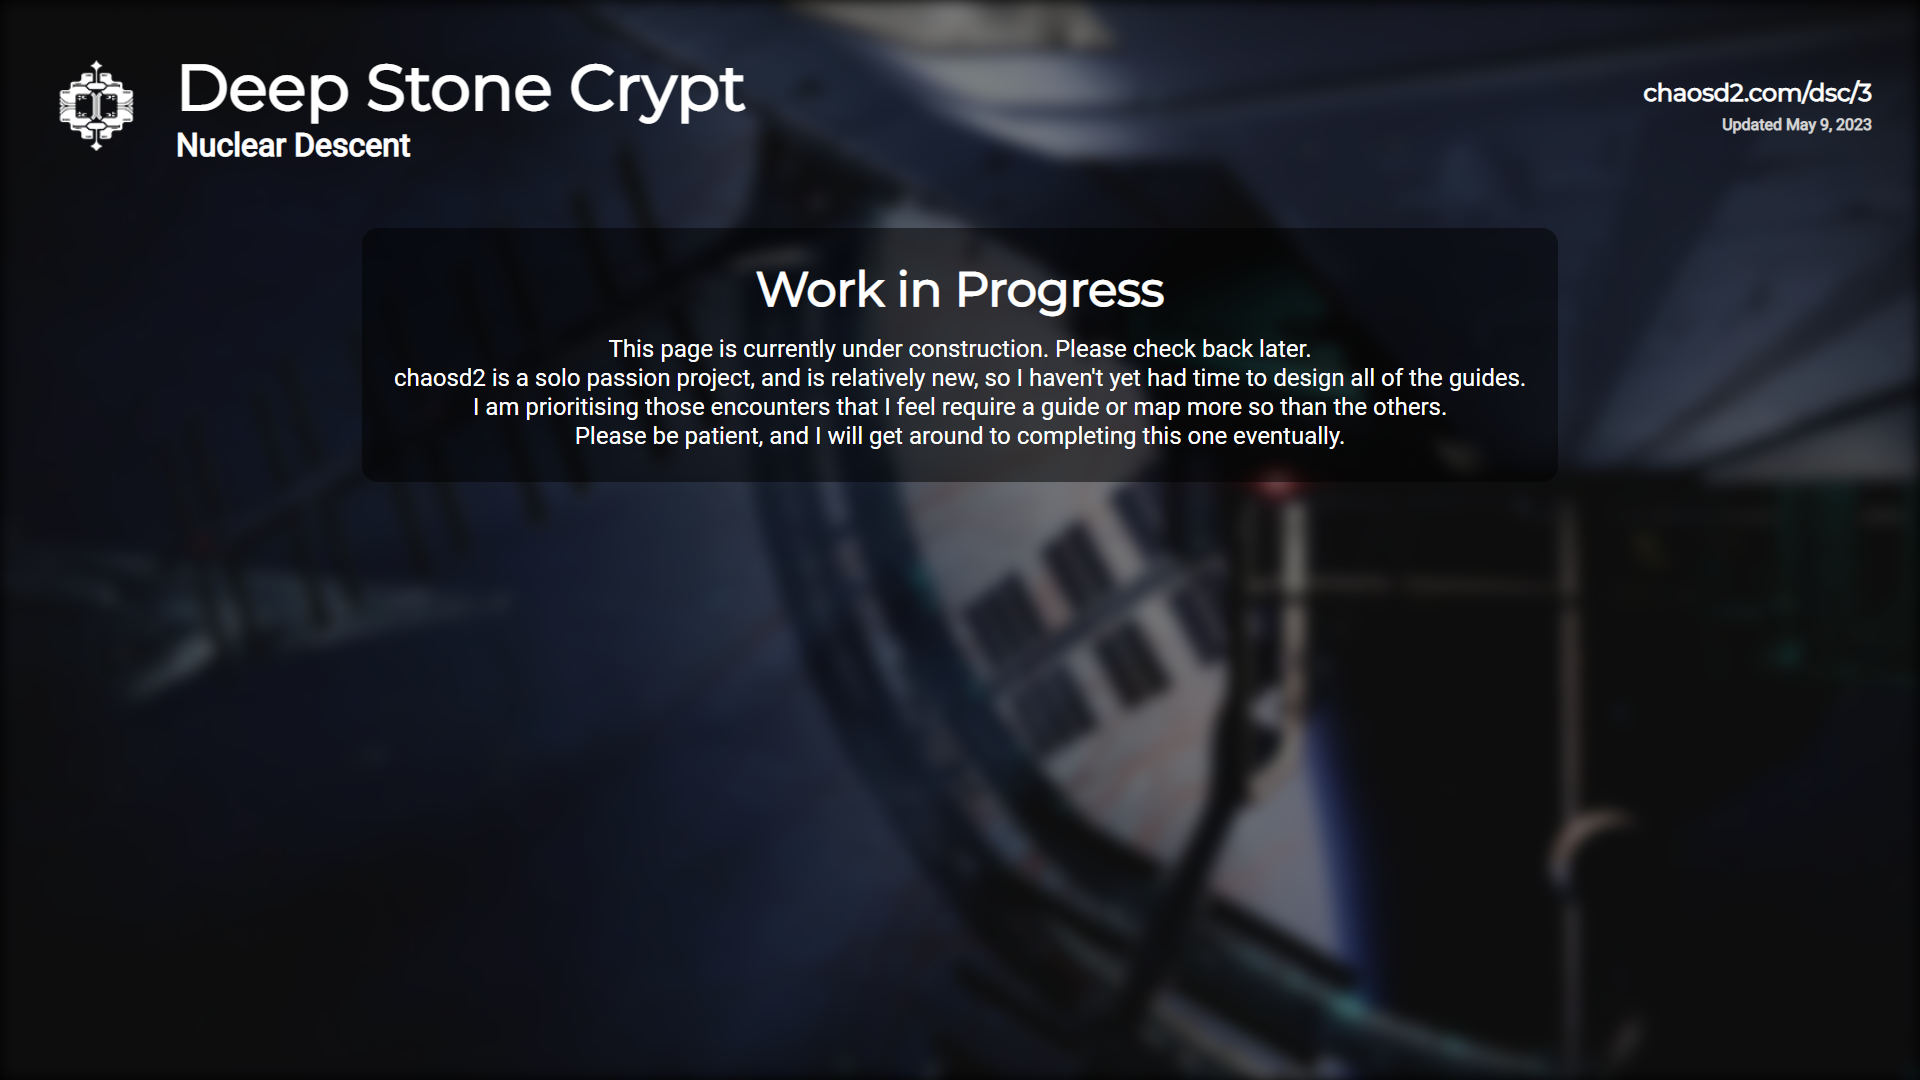 Deep Stone Crypt
Nuclear Descent
chaosd2.com/dsc/3
Updated May 9, 2023
Work in Progress
This page is currently under construction. Please check back later.
chaosd2 is a solo passion project, and is relatively new, so I haven't yet had time to design all of the guides.
I am prioritising those encounters that I feel require a guide or map more so than the others.
Please be patient, and I will get around to completing this one eventually.